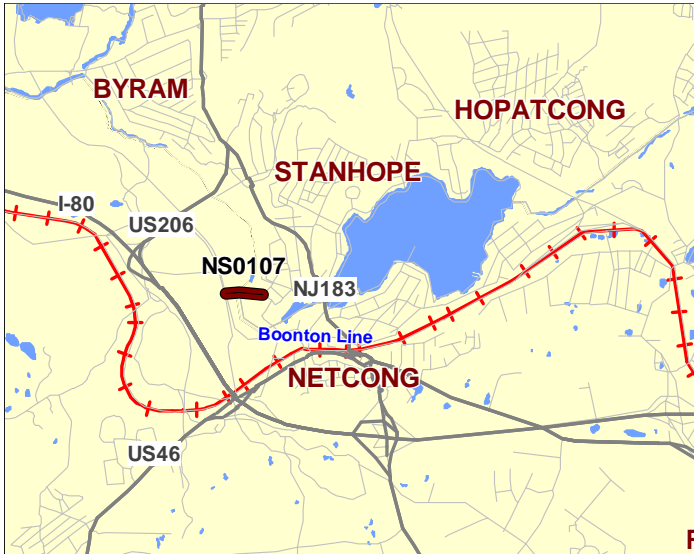 BYRAM
HOPATCONG
STANHOPE
I-80
US206
NS0107
NJ183
Boonton Line
NETCONG
US46